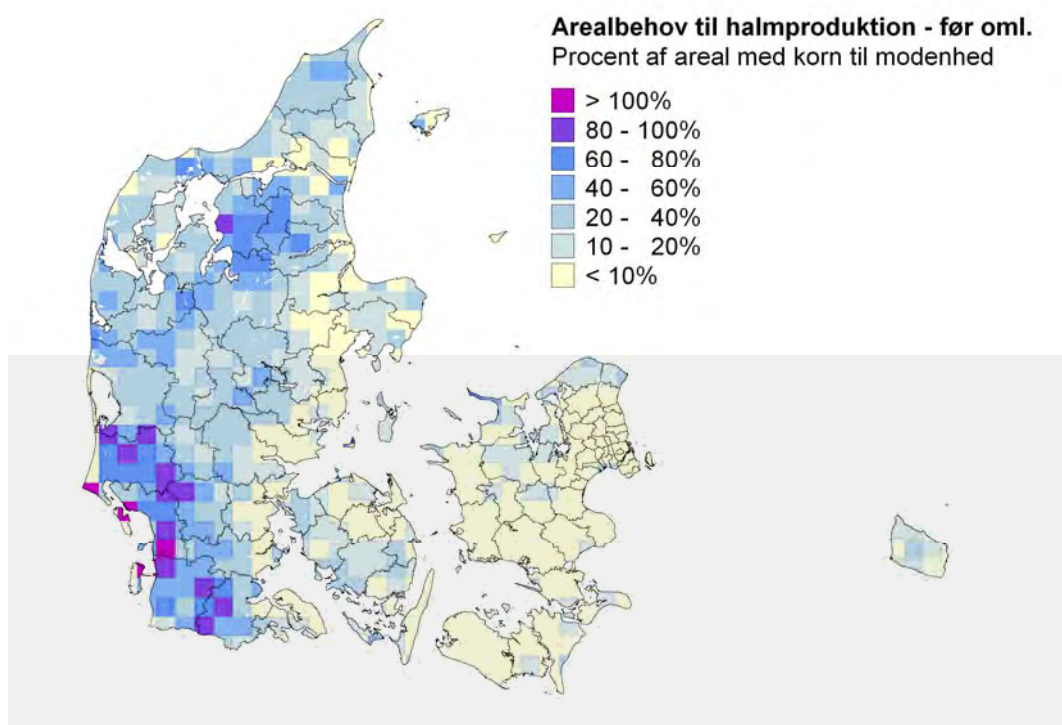 Arealbehov til halmproduktion - før oml.
Procent af areal med korn til modenhed
> 100%
80 - 100%
60 - 80%
40 - 60%
20 - 40%
10 - 20%
< 10%